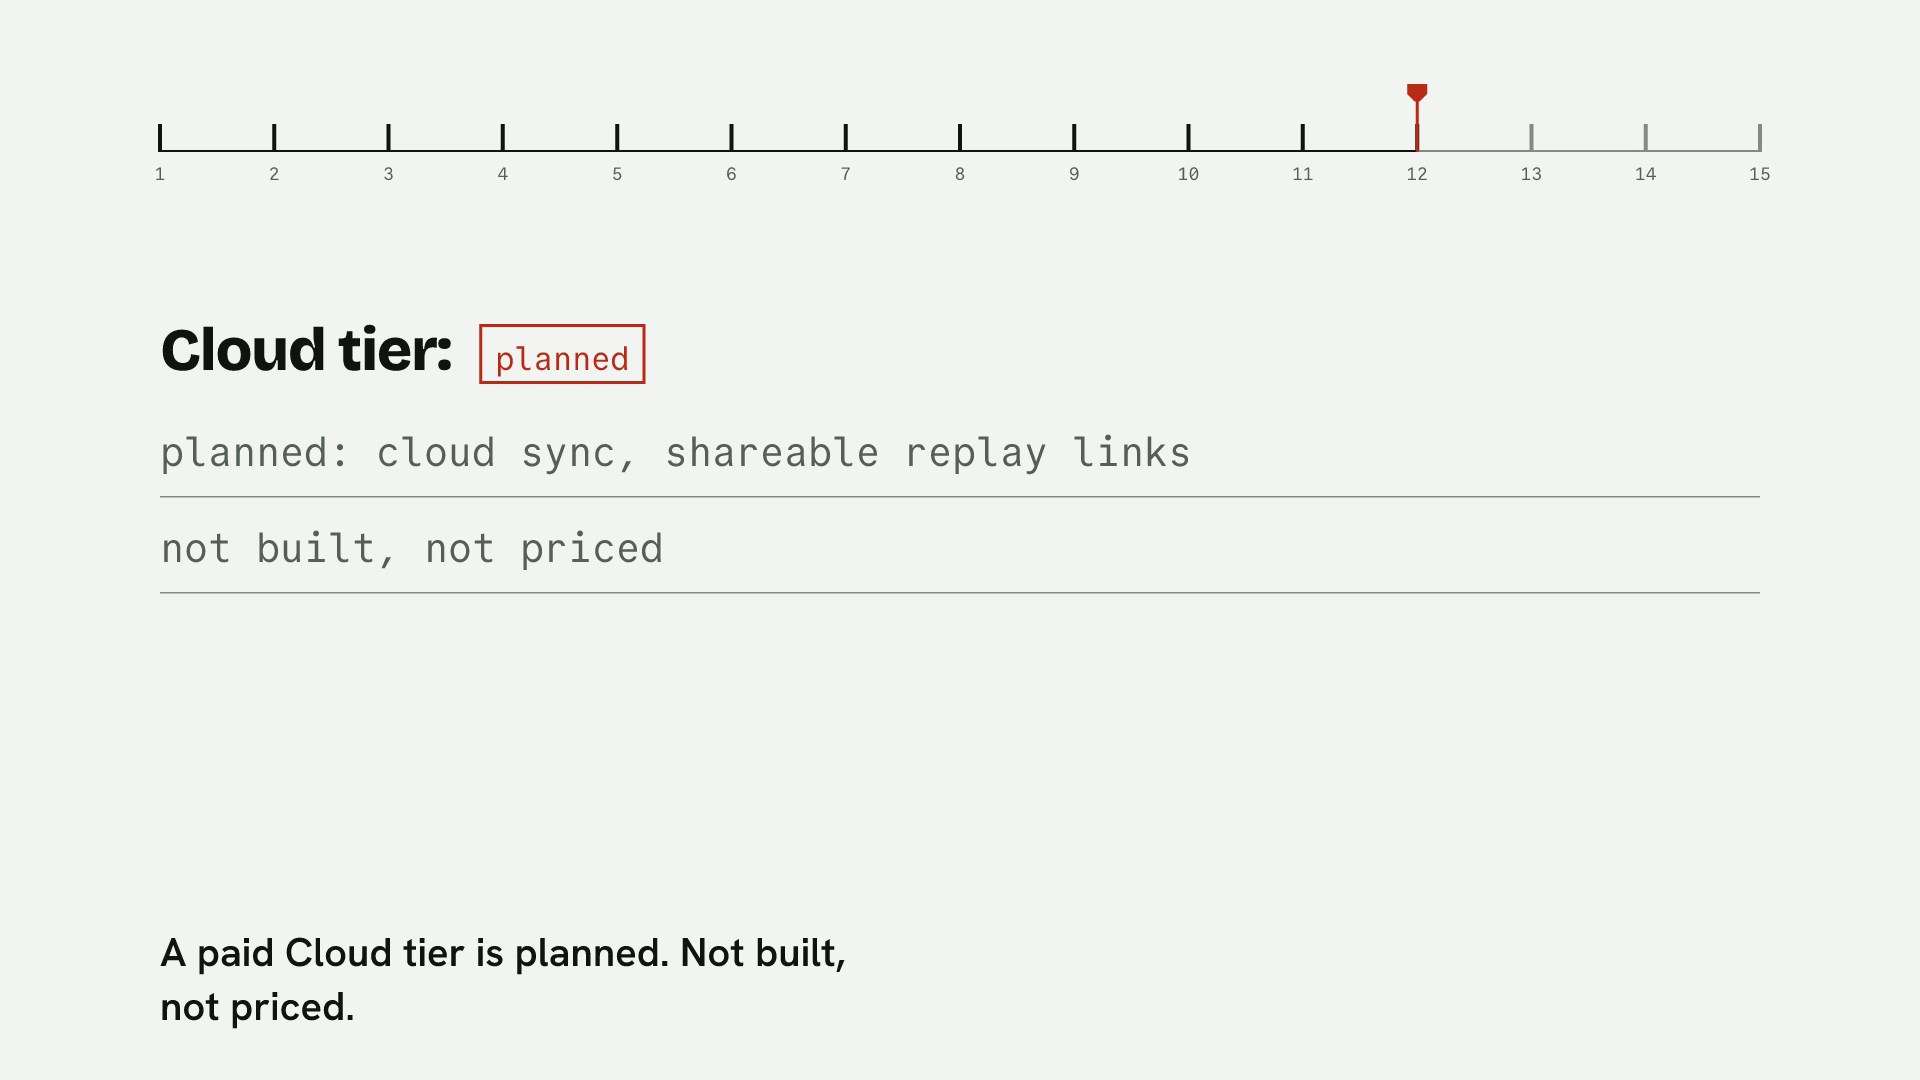 1 2 3 4 5 6 7 8 9 10 11 12 13 14 15
Cloud tier: planned
planned: cloud sync, shareable replay links
not built, not priced
A paid Cloud tier is planned. Not built,
not priced.